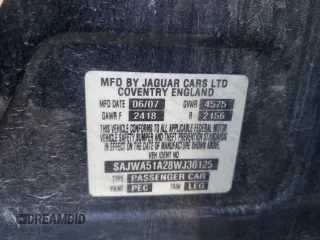 MFD BY JAGUAR CARS LTD
COVENTRY ENGLAND
MFD DATE 06/07 GVWR 4575
GAWR F 2418 R 2156
THIS VEHICLE CONFORMS TO ALL APPLICABLE FEDERAL MOTOR
VEHICLE SAFETY BUMPER AND THEFT PREVENTION STANDARDS
IN EFFECT ON THE DATE OF MANUFACTURE SHOWN ABOVE.
VEH IDENT NO
SAJWA51A28WJ30125
TYPE PASSENGER CAR
PAINT PEC TRIM LEG
DREAMBID